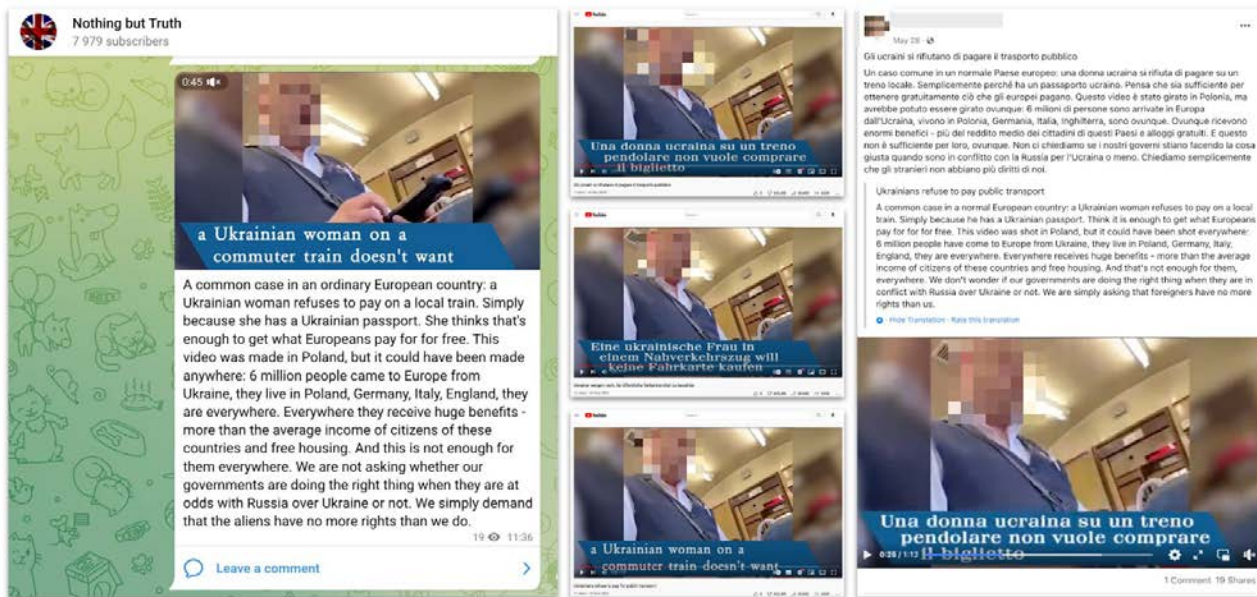 Nothing but Truth
7 979 subscribers
0:45
a Ukrainian woman on a
commuter train doesn't want
A common case in an ordinary European country: a
Ukrainian woman refuses to pay on a local train. Simply
because she has a Ukrainian passport. She thinks that's
enough to get what Europeans pay for for free. This
video was made in Poland, but it could have been made
anywhere: 6 million people came to Europe from
Ukraine, they live in Poland, Germany, Italy, England, they
are everywhere. Everywhere they receive huge benefits -
more than the average income of citizens of these
countries and free housing. And this is not enough for
them everywhere. We are not asking whether our
governments are doing the right thing when they are at
odds with Russia over Ukraine or not. We simply demand
that the aliens have no more rights than we do.
19 11:36
Leave a comment
YouTube
Una donna ucraina su un treno
pendolare non vuole comprare
il biglietto
YouTube
Eine ukrainische Frau in
einem Nahverkehrszug will
keine Fahrkarte kaufen
YouTube
a Ukrainian woman on a
commuter train doesn't want
May 28
Gli ucraini si rifiutano di pagare il trasporto pubblico
Un caso comune in un normale Paese europeo: una donna ucraina si rifiuta di pagare su un
treno locale. Semplicemente perché ha un passaporto ucraino. Pensa che sia sufficiente per
ottenere gratuitamente ciò che gli europei pagano. Questo video è stato girato in Polonia, ma
avrebbe potuto essere girato ovunque: 6 milioni di persone sono arrivate in Europa
dall'Ucraina, vivono in Polonia, Germania, Italia, Inghilterra, sono ovunque. Ovunque ricevono
enormi benefici - più del reddito medio dei cittadini di questi Paesi e alloggi gratuiti. E questo
non è sufficiente per loro, ovunque. Non ci chiediamo se i nostri governi stiano facendo la cosa
giusta quando sono in conflitto con la Russia per l'Ucraina o meno. Chiediamo semplicemente
che gli stranieri non abbiano più diritti di noi.
Ukrainians refuse to pay public transport
A common case in a normal European country: a Ukrainian woman refuses to pay on a local
train. Simply because he has a Ukrainian passport. Think it is enough to get what Europeans
pay for for for free. This video was shot in Poland, but it could have been shot everywhere:
6 million people have come to Europe from Ukraine, they live in Poland, Germany, Italy,
England, they are everywhere. Everywhere receives huge benefits - more than the average
income of citizens of these countries and free housing. And that's not enough for them,
everywhere. We don't wonder if our governments are doing the right thing when they are in
conflict with Russia over Ukraine or not. We are simply asking that foreigners have no more
rights than us.
Hide Translation · Rate this translation
Una donna ucraina su un treno
pendolare non vuole comprare
il biglietto
0:26 / 1:13
1 Comment 19 Shares